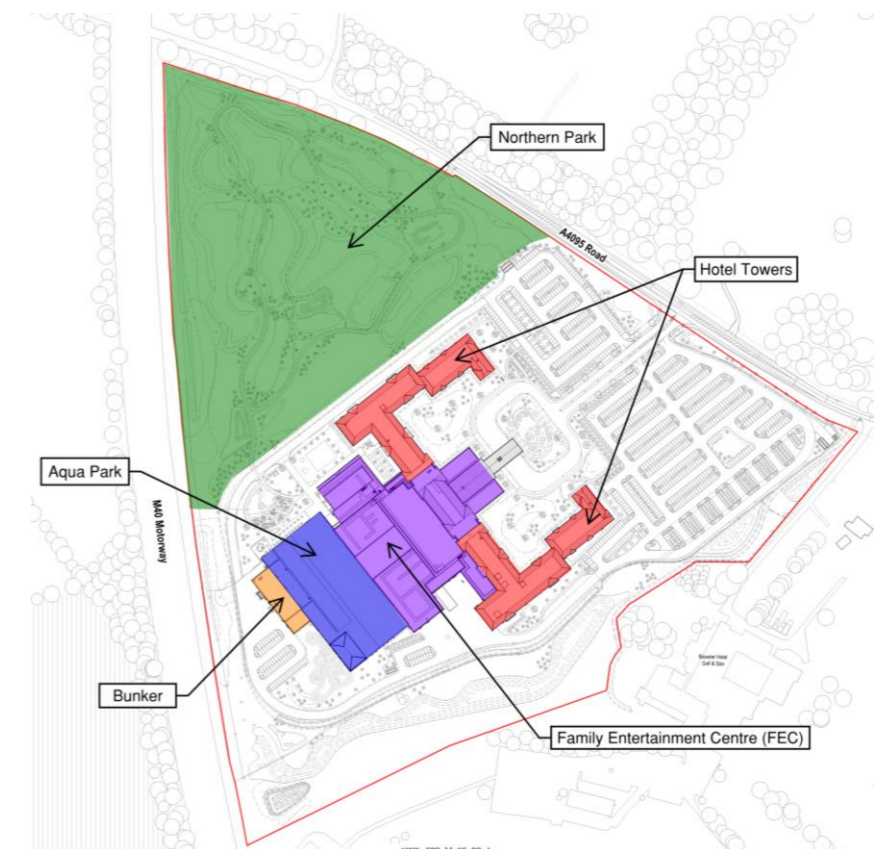 Northern Park
A4095 Road
Hotel Towers
Aqua Park
M40 Motorway
Bunker
Family Entertainment Centre (FEC)